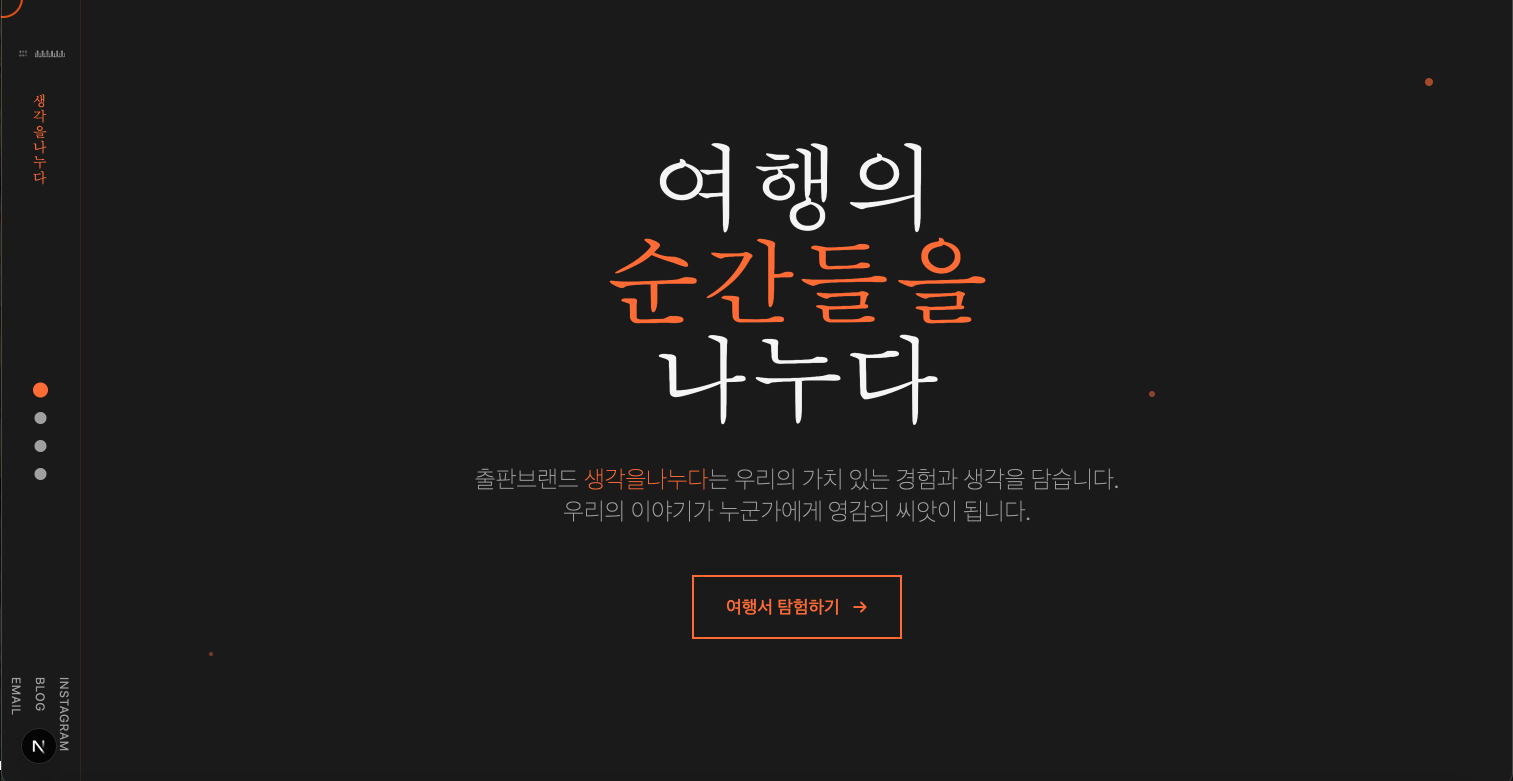 생각을나누다
여행의
순간들을
나누다
출판브랜드 생각을나누다는 우리의 가치 있는 경험과 생각을 담습니다.
우리의 이야기가 누군가에게 영감의 씨앗이 됩니다.
여행서 탐험하기 →
INSTAGRAM
BLOG
EMAIL
N